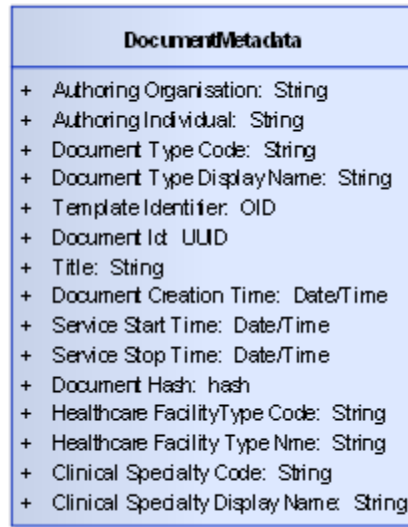 DocumentMetadata
+ Authoring Organisation: String
+ Authoring Individual: String
+ Document Type Code: String
+ Document Type Display Name: String
+ Template Identifier: OID
+ Document Id: UUID
+ Title: String
+ Document Creation Time: Date/Time
+ Service Start Time: Date/Time
+ Service Stop Time: Date/Time
+ Document Hash: hash
+ Healthcare FacilityType Code: String
+ Healthcare Facility Type Nme: String
+ Clinical Specialty Code: String
+ Clinical Specialty Display Name: String